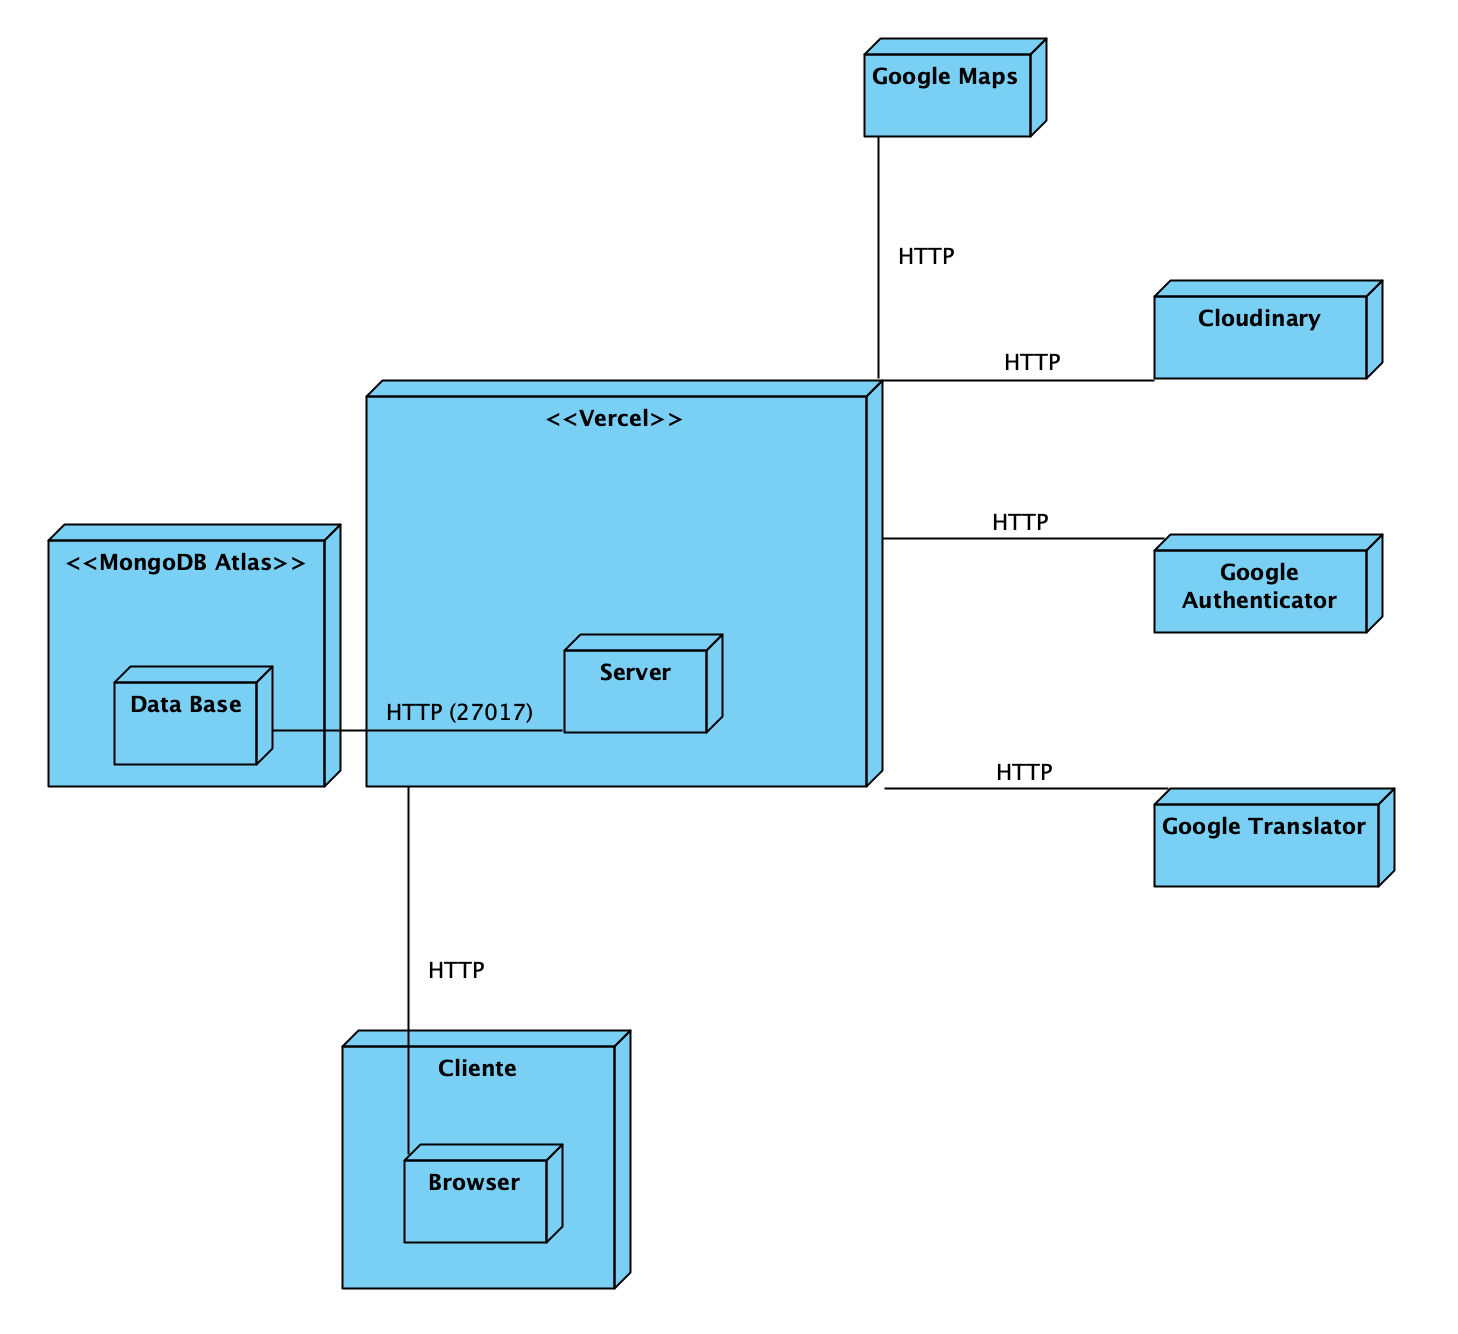 Google Maps
HTTP
Cloudinary
HTTP
<<Vercel>>
HTTP
<<MongoDB Atlas>>
Google
Authenticator
Server
Data Base
HTTP (27017)
HTTP
Google Translator
HTTP
Cliente
Browser